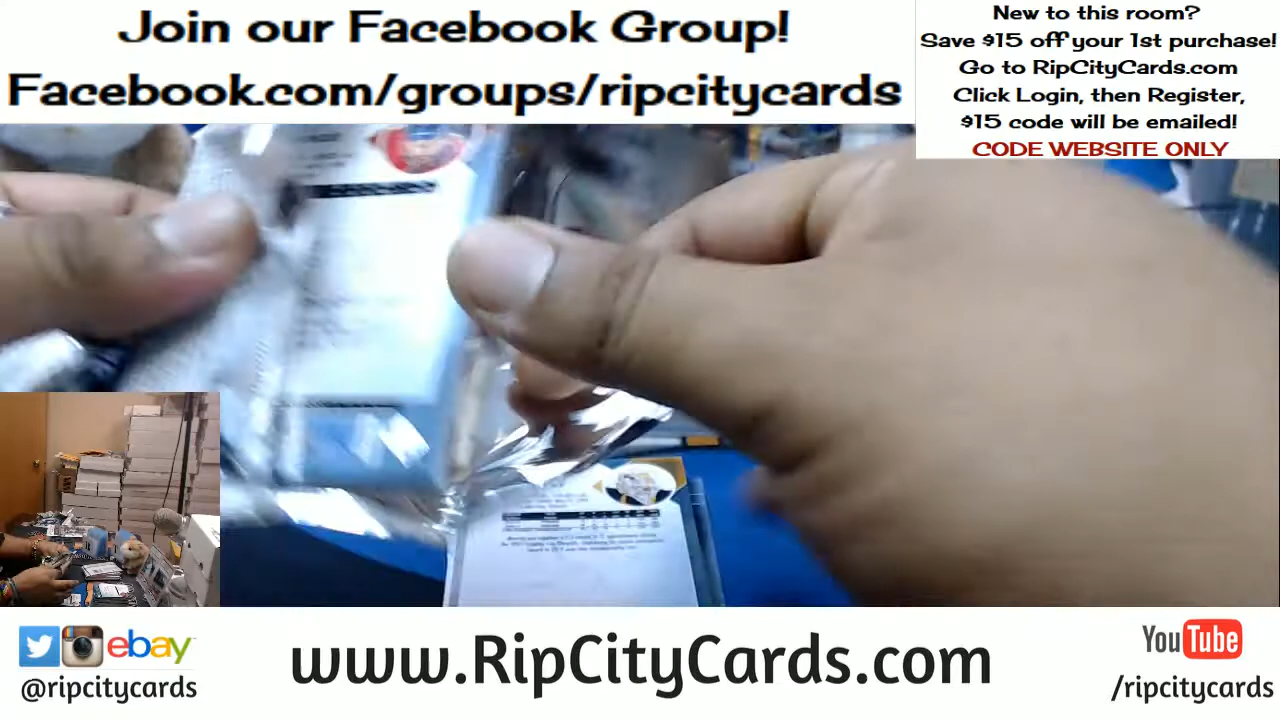 Join our Facebook Group!
Facebook.com/groups/ripcitycards
New to this room?
Save $15 off your 1st purchase!
Go to RipCityCards.com
Click Login, then Register,
$15 code will be emailed!
CODE WEBSITE ONLY
ebay
@ripcitycards
www.RipCityCards.com
YouTube
/ripcitycards